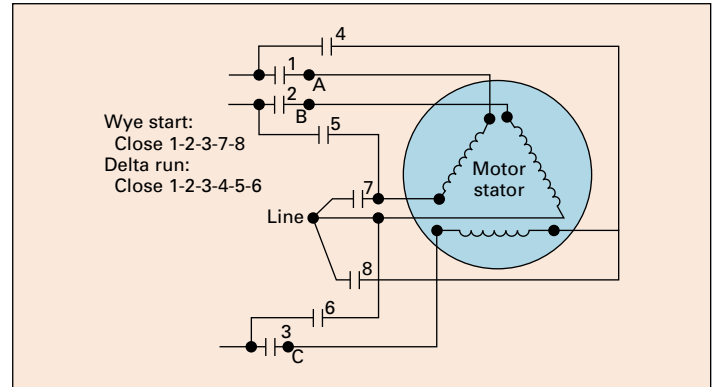 4
1
A
2
B
Wye start:
Close 1-2-3-7-8
Delta run:
Close 1-2-3-4-5-6
5
Motor
stator
7
Line
8
6
3
C